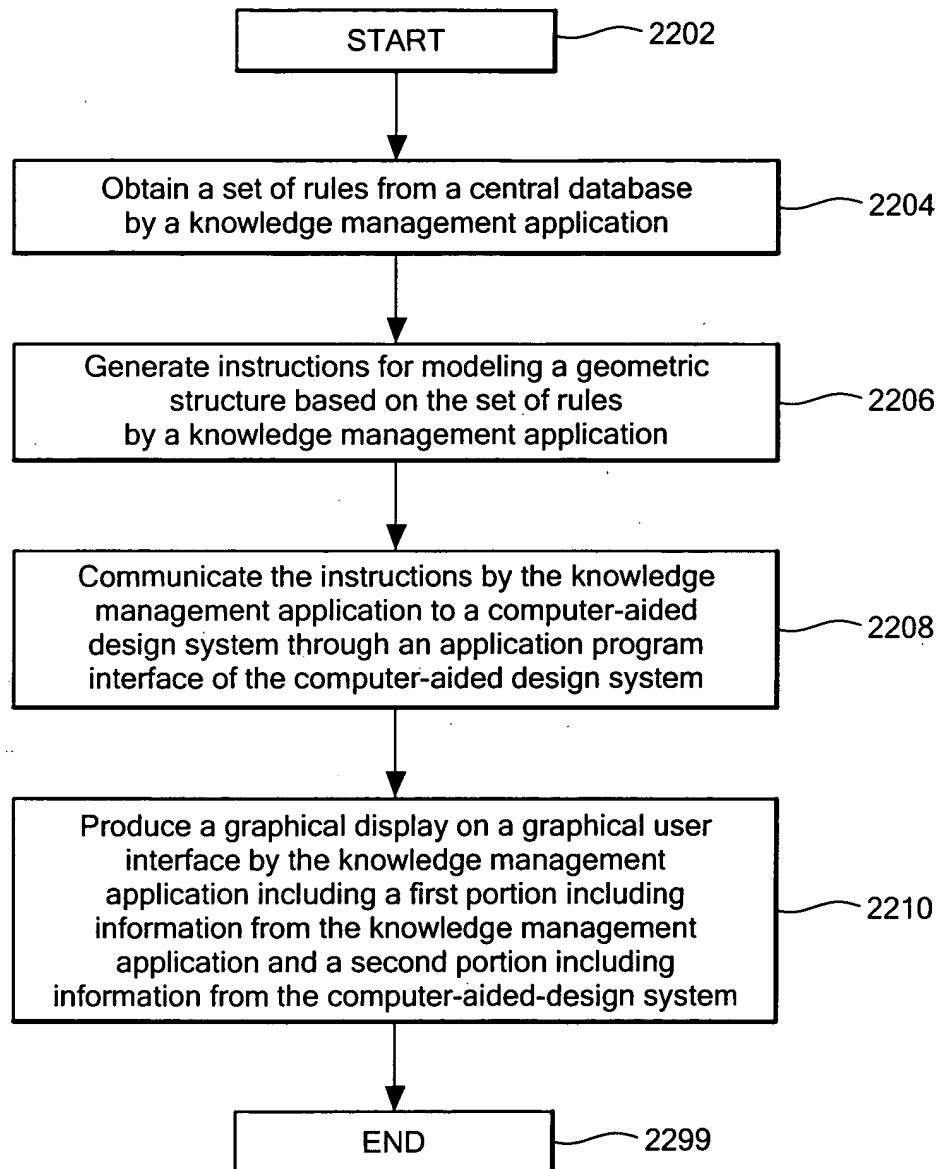 START
2202
Obtain a set of rules from a central database
by a knowledge management application
2204
Generate instructions for modeling a geometric
structure based on the set of rules
by a knowledge management application
2206
Communicate the instructions by the knowledge
management application to a computer-aided
design system through an application program
interface of the computer-aided design system
2208
Produce a graphical display on a graphical user
interface by the knowledge management
application including a first portion including
information from the knowledge management
application and a second portion including
information from the computer-aided-design system
2210
END
2299